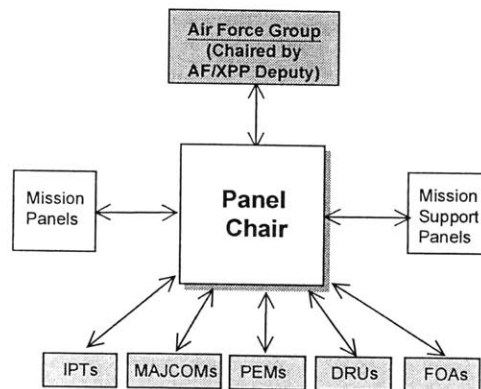 Air Force Group
(Chaired by
AF/XPP Deputy)
Mission
Panels
Panel
Chair
Mission
Support
Panels
IPTs
MAJCOMs
PEMs
DRUs
FOAs